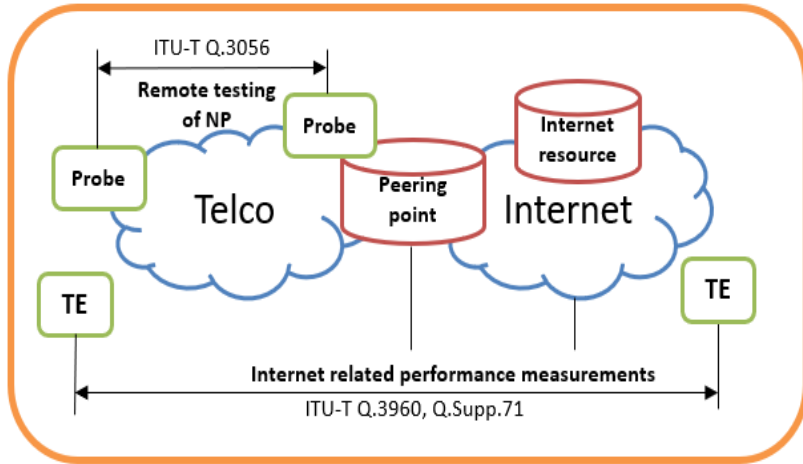 ITU-T Q.3056
Remote testing
of NP
Probe
Probe
Internet
resource
Peering
point
Telco
Internet
TE
TE
Internet related performance measurements
ITU-T Q.3960, Q.Supp.71